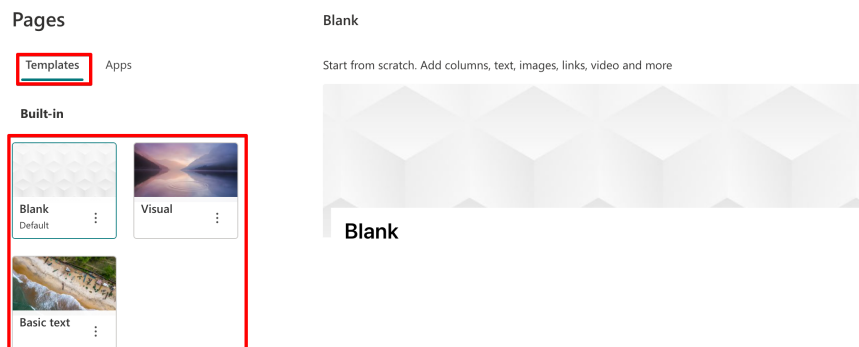 Pages
Templates
Apps
Built-in
Blank
Default
Visual
Basic text
Blank
Start from scratch. Add columns, text, images, links, video and more
Blank